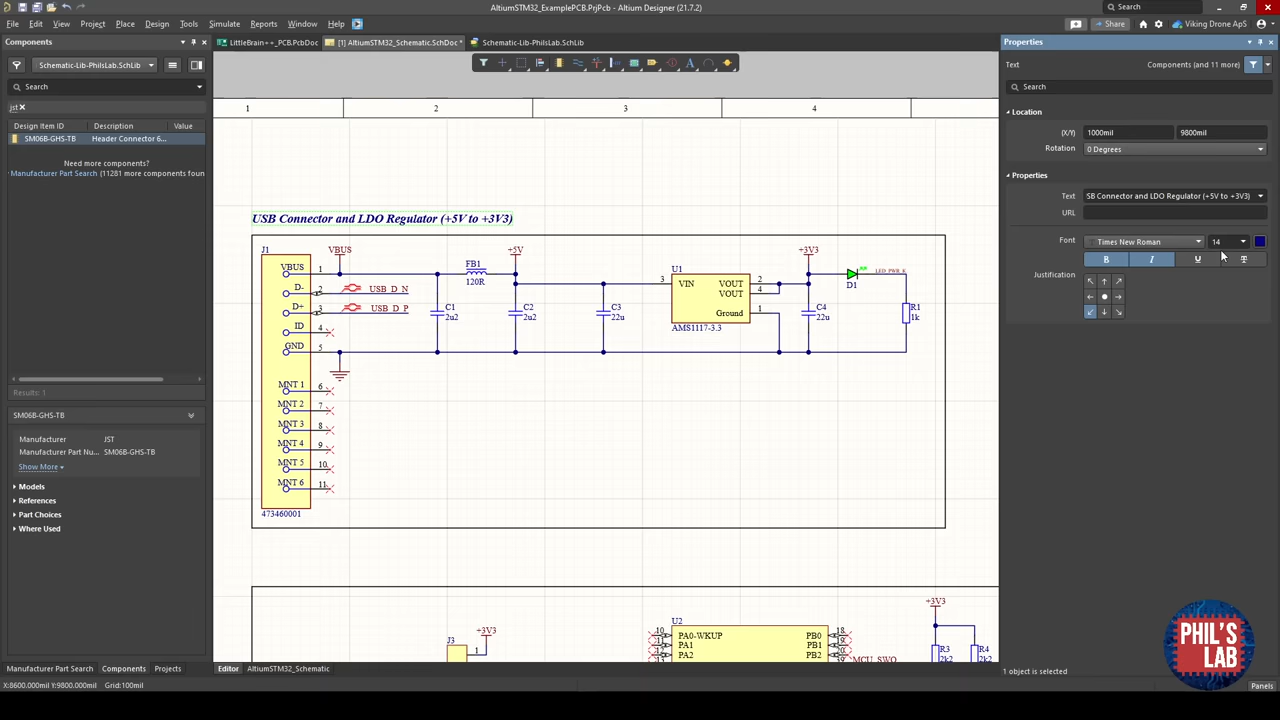 AltiumSTM32_ExamplePCB.PrjPcb - Altium Designer (21.7.2)
Search
File Edit View Project Place Design Tools Simulate Reports Window Help
Share
Viking Drone ApS
Components
LittleBrain++_PCB.PcbDoc
[1] AltiumSTM32_Schematic.SchDoc *
Schematic-Lib-PhilsLab.SchLib
Properties
Schematic-Lib-PhilsLab.SchLib
Text
Components (and 11 more)
Search
Search
jst
1 2 3 4
Location
Design Item ID Description Value
(X/Y) 1000mil 9800mil
SM06B-GHS-TB Header Connector 6...
Rotation 0 Degrees
Need more components?
Manufacturer Part Search (11281 more components foun
Properties
Text SB Connector and LDO Regulator (+5V to +3V3)
URL
USB Connector and LDO Regulator (+5V to +3V3)
Font Times New Roman 14
B I U T
Justification
J1 VBUS +5V +3V3
VBUS 1 FB1 120R
U1
3 VIN VOUT 2
VOUT 4
Ground 1
AMS1117-3.3
D1
LED_PWR_K
D- 2 USB_D_N
D+ 3 USB_D_P
C1 2u2
C2 2u2
C3 22u
C4 22u
R1 1k
ID 4
GND 5
MNT 1 6
MNT 2 7
MNT 3 8
MNT 4 9
MNT 5 10
MNT 6 11
473460001
Results: 1
SM06B-GHS-TB
Manufacturer JST
Manufacturer Part Nu... SM06B-GHS-TB
Show More
Models
References
Part Choices
Where Used
+3V3
U2
J3
+3V3
1
10 PA0-WKUP PB0 18
PA1 PB1
PA2 PB2
MCU_SWO
R3 2k2
R4 2k2
PHIL'S
LAB
Manufacturer Part Search Components Projects
Editor AltiumSTM32_Schematic
1 object is selected
X:8600.000mil Y:9800.000mil Grid:100mil
Panels